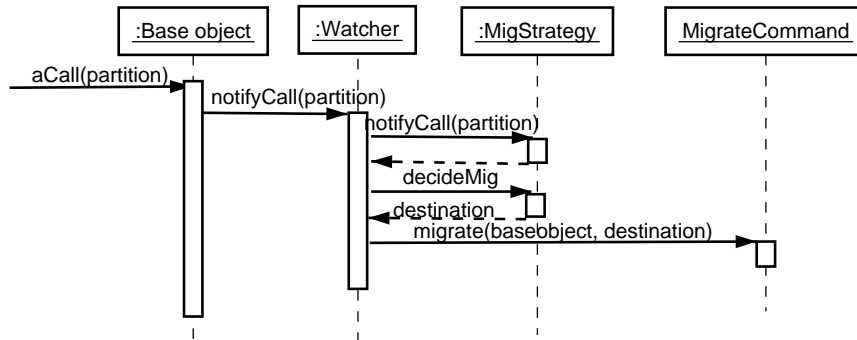 :Base object
:Watcher
:MigStrategy
MigrateCommand
aCall(partition)
notifyCall(partition)
notifyCall(partition)
decideMig
destination
migrate(baseobject, destination)